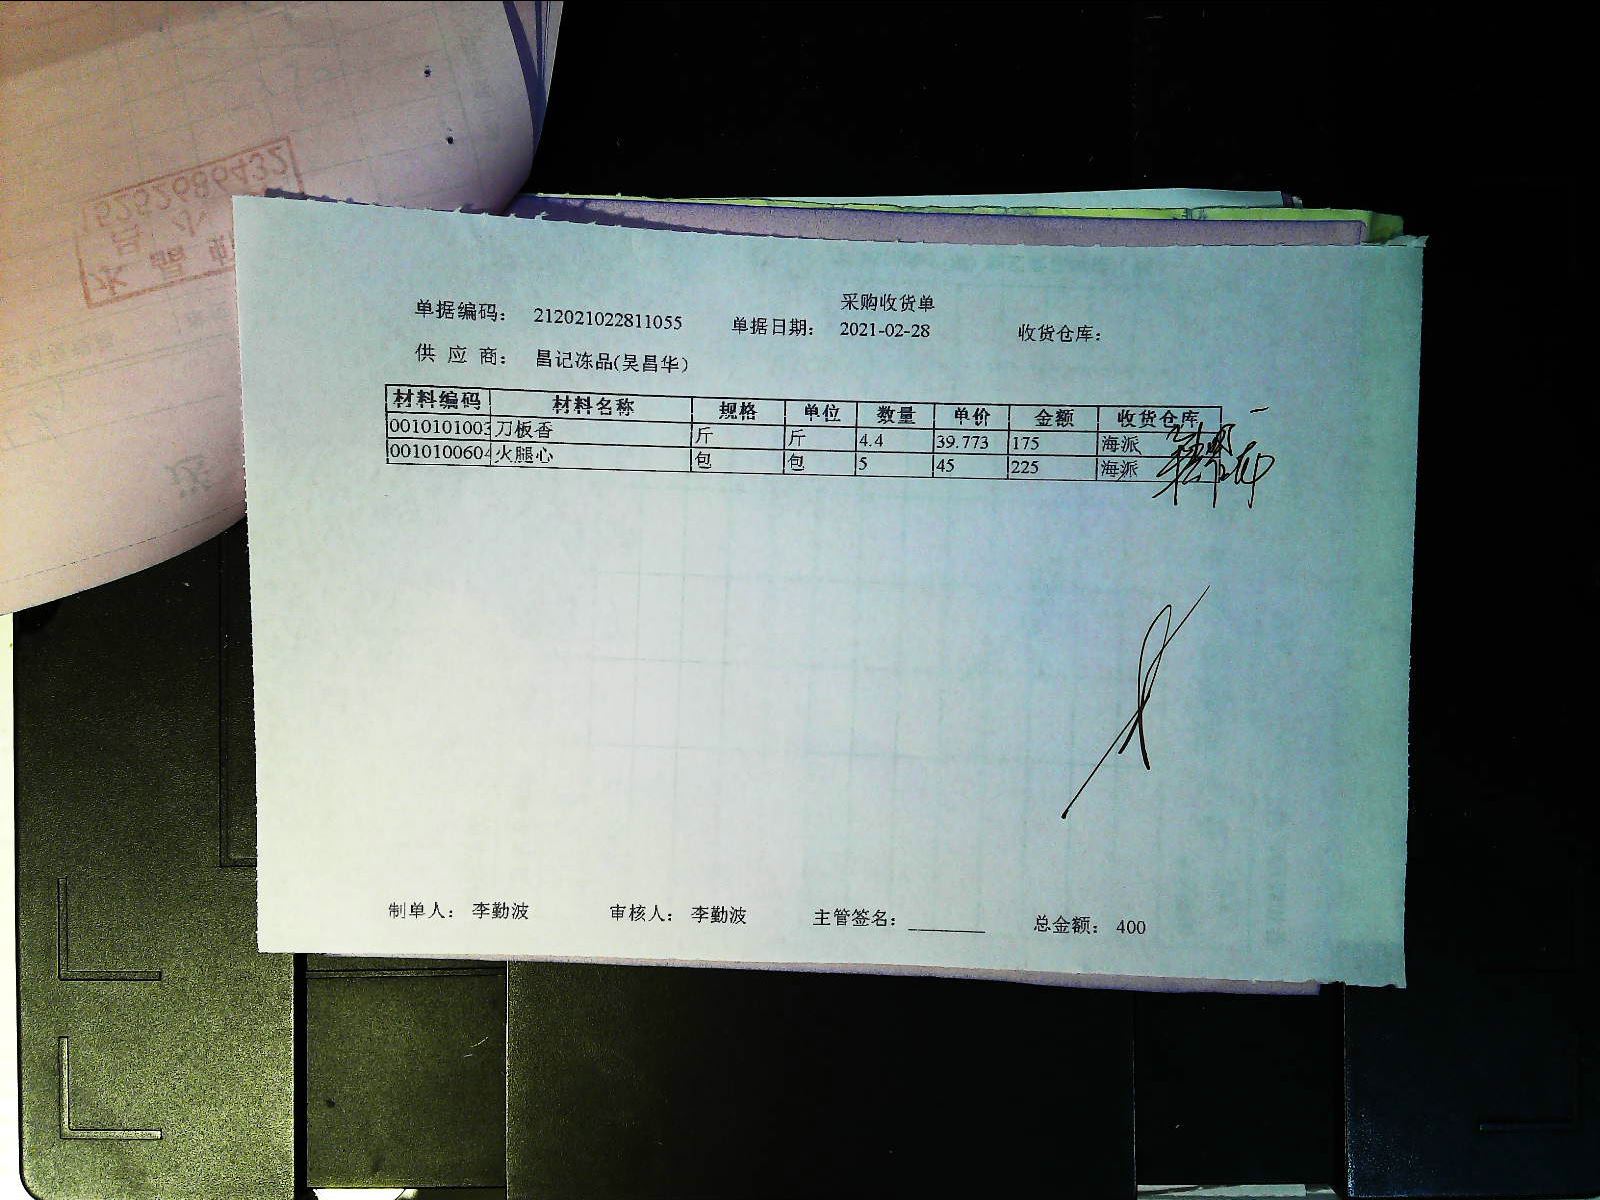 采购收货单
单据编码： 212021022811055 单据日期： 2021-02-28 收货仓库：
供 应 商： 昌记冻品(吴昌华)
材料编码 材料名称 规格 单位 数量 单价 金额 收货仓库
0010101003 刀板香 斤 斤 4.4 39.773 175 海派
0010100604 火腿心 包 包 5 45 225 海派
制单人： 李勤波 审核人： 李勤波 主管签名： 总金额： 400
15252686432